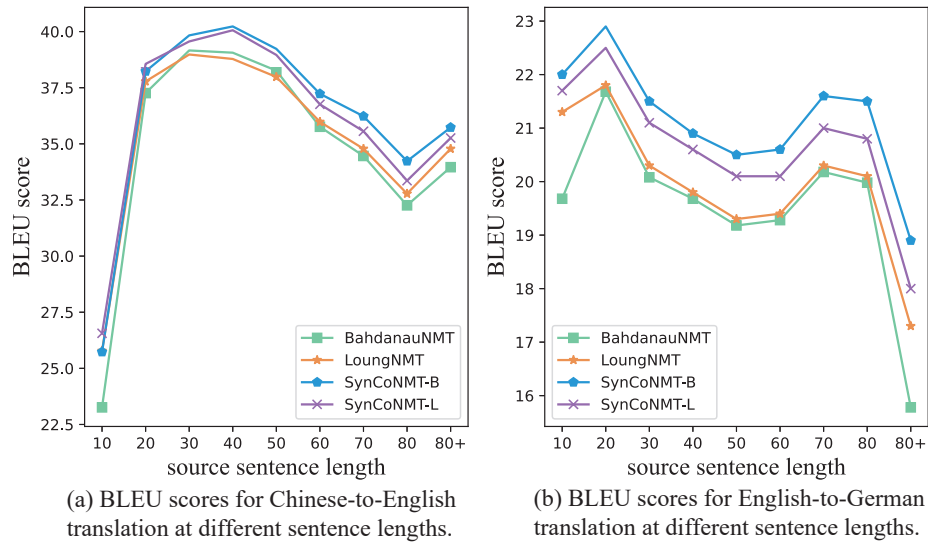 40.0
37.5
35.0
32.5
30.0
27.5
25.0
22.5
BLEU score
10 20 30 40 50 60 70 80 80+
source sentence length
BahdanauNMT
LoungNMT
SynCoNMT-B
SynCoNMT-L
(a) BLEU scores for Chinese-to-English
translation at different sentence lengths.
23
22
21
20
19
18
17
16
BLEU score
10 20 30 40 50 60 70 80 80+
source sentence length
BahdanauNMT
LoungNMT
SynCoNMT-B
SynCoNMT-L
(b) BLEU scores for English-to-German
translation at different sentence lengths.